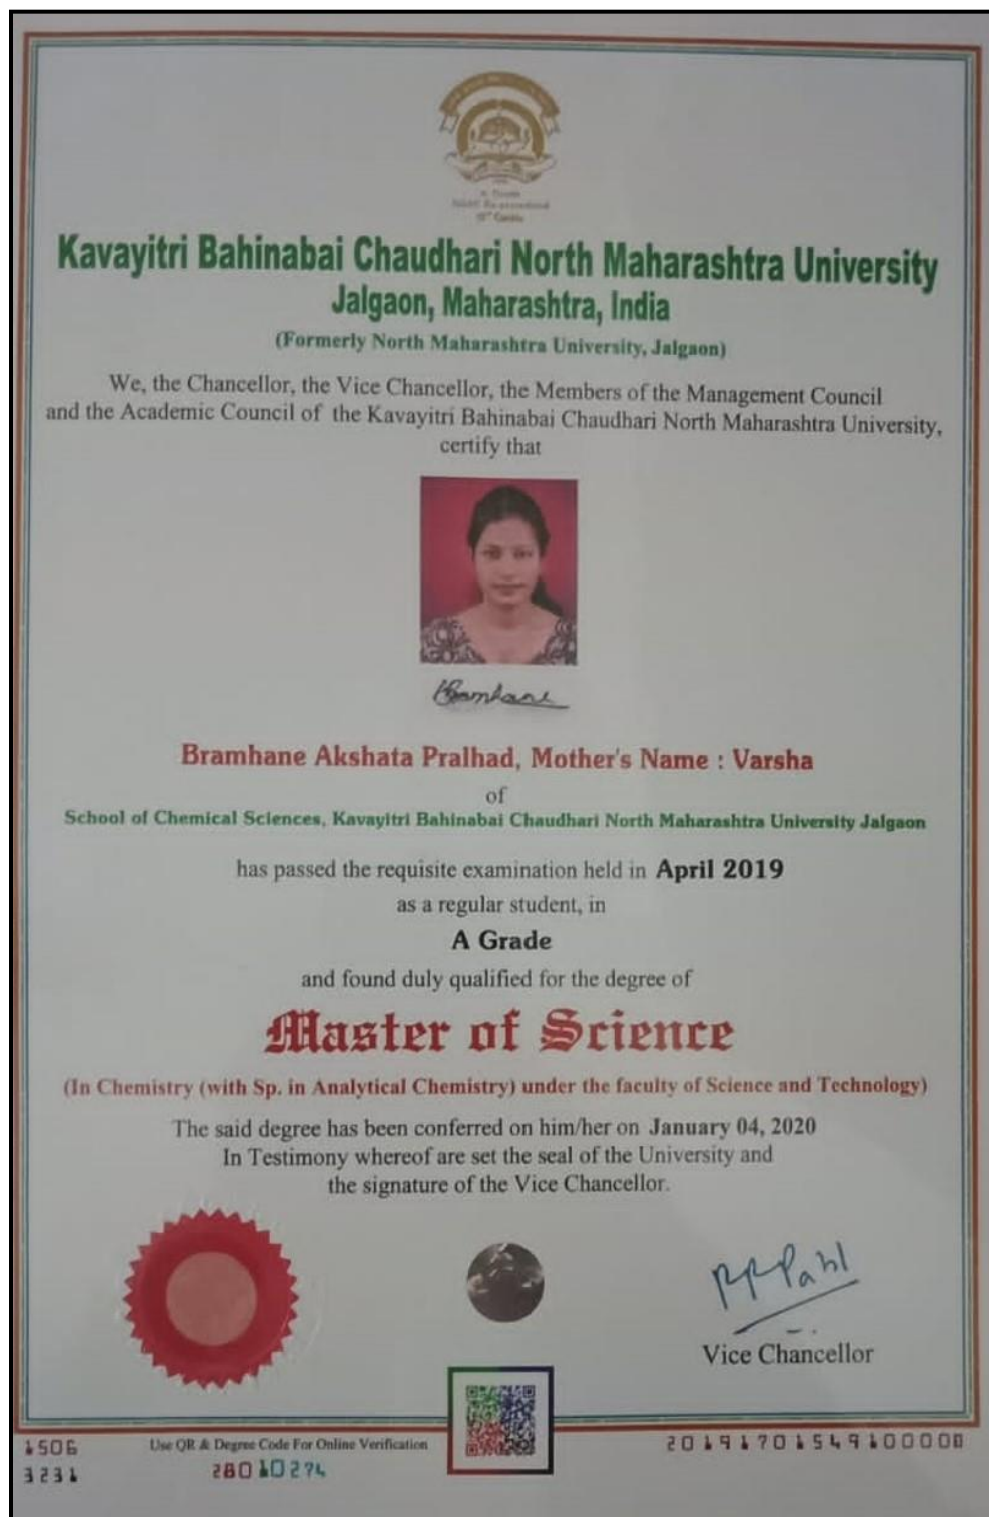 Kavayitri Bahinabai Chaudhari North Maharashtra University
Jalgaon, Maharashtra, India
(Formerly North Maharashtra University, Jalgaon)
We, the Chancellor, the Vice Chancellor, the Members of the Management Council
and the Academic Council of the Kavayitri Bahinabai Chaudhari North Maharashtra University,
certify that
Bramhane
Bramhane Akshata Pralhad, Mother's Name : Varsha
of
School of Chemical Sciences, Kavayitri Bahinabai Chaudhari North Maharashtra University Jalgaon
has passed the requisite examination held in April 2019
as a regular student, in
A Grade
and found duly qualified for the degree of
Master of Science
(In Chemistry (with Sp. in Analytical Chemistry) under the faculty of Science and Technology)
The said degree has been conferred on him/her on January 04, 2020
In Testimony whereof are set the seal of the University and
the signature of the Vice Chancellor.
Vice Chancellor
1506
3231
Use QR & Degree Code For Online Verification
28010274
2019170154910000